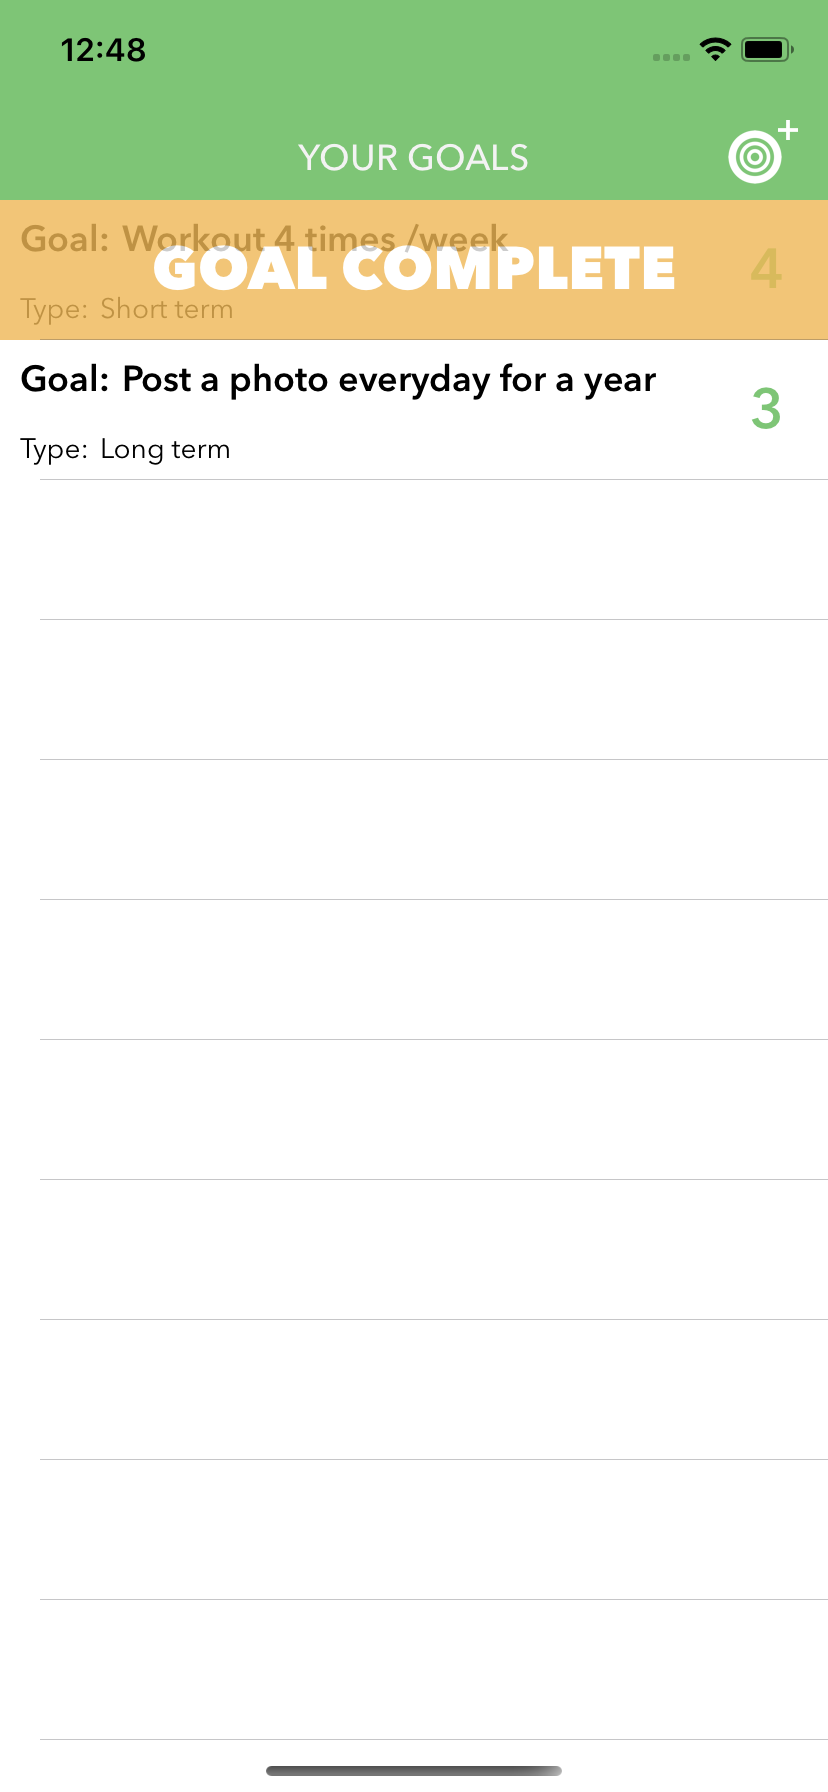 12:48
YOUR GOALS
Goal: Workout 4 times /week
GOAL COMPLETE
4
Type: Short term
Goal: Post a photo everyday for a year
3
Type: Long term